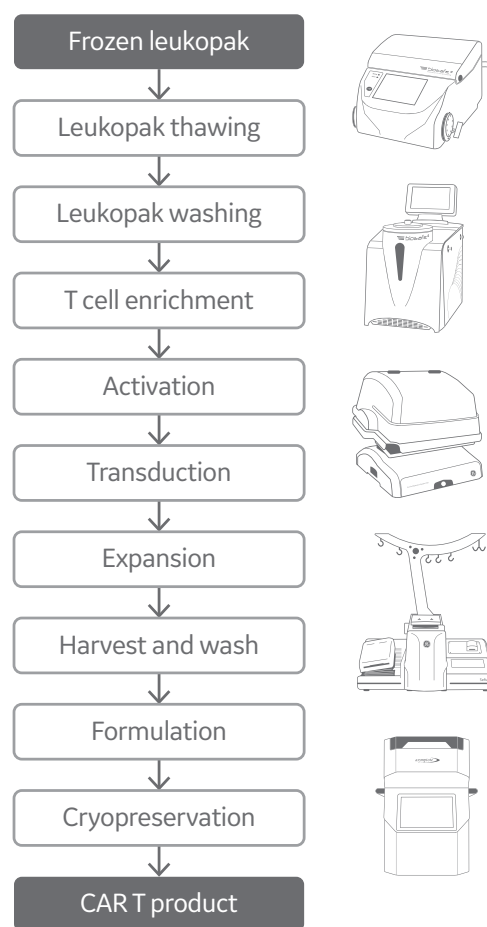 Frozen leukopak
Leukopak thawing
Leukopak washing
T cell enrichment
Activation
Transduction
Expansion
Harvest and wash
Formulation
Cryopreservation
CAR T product